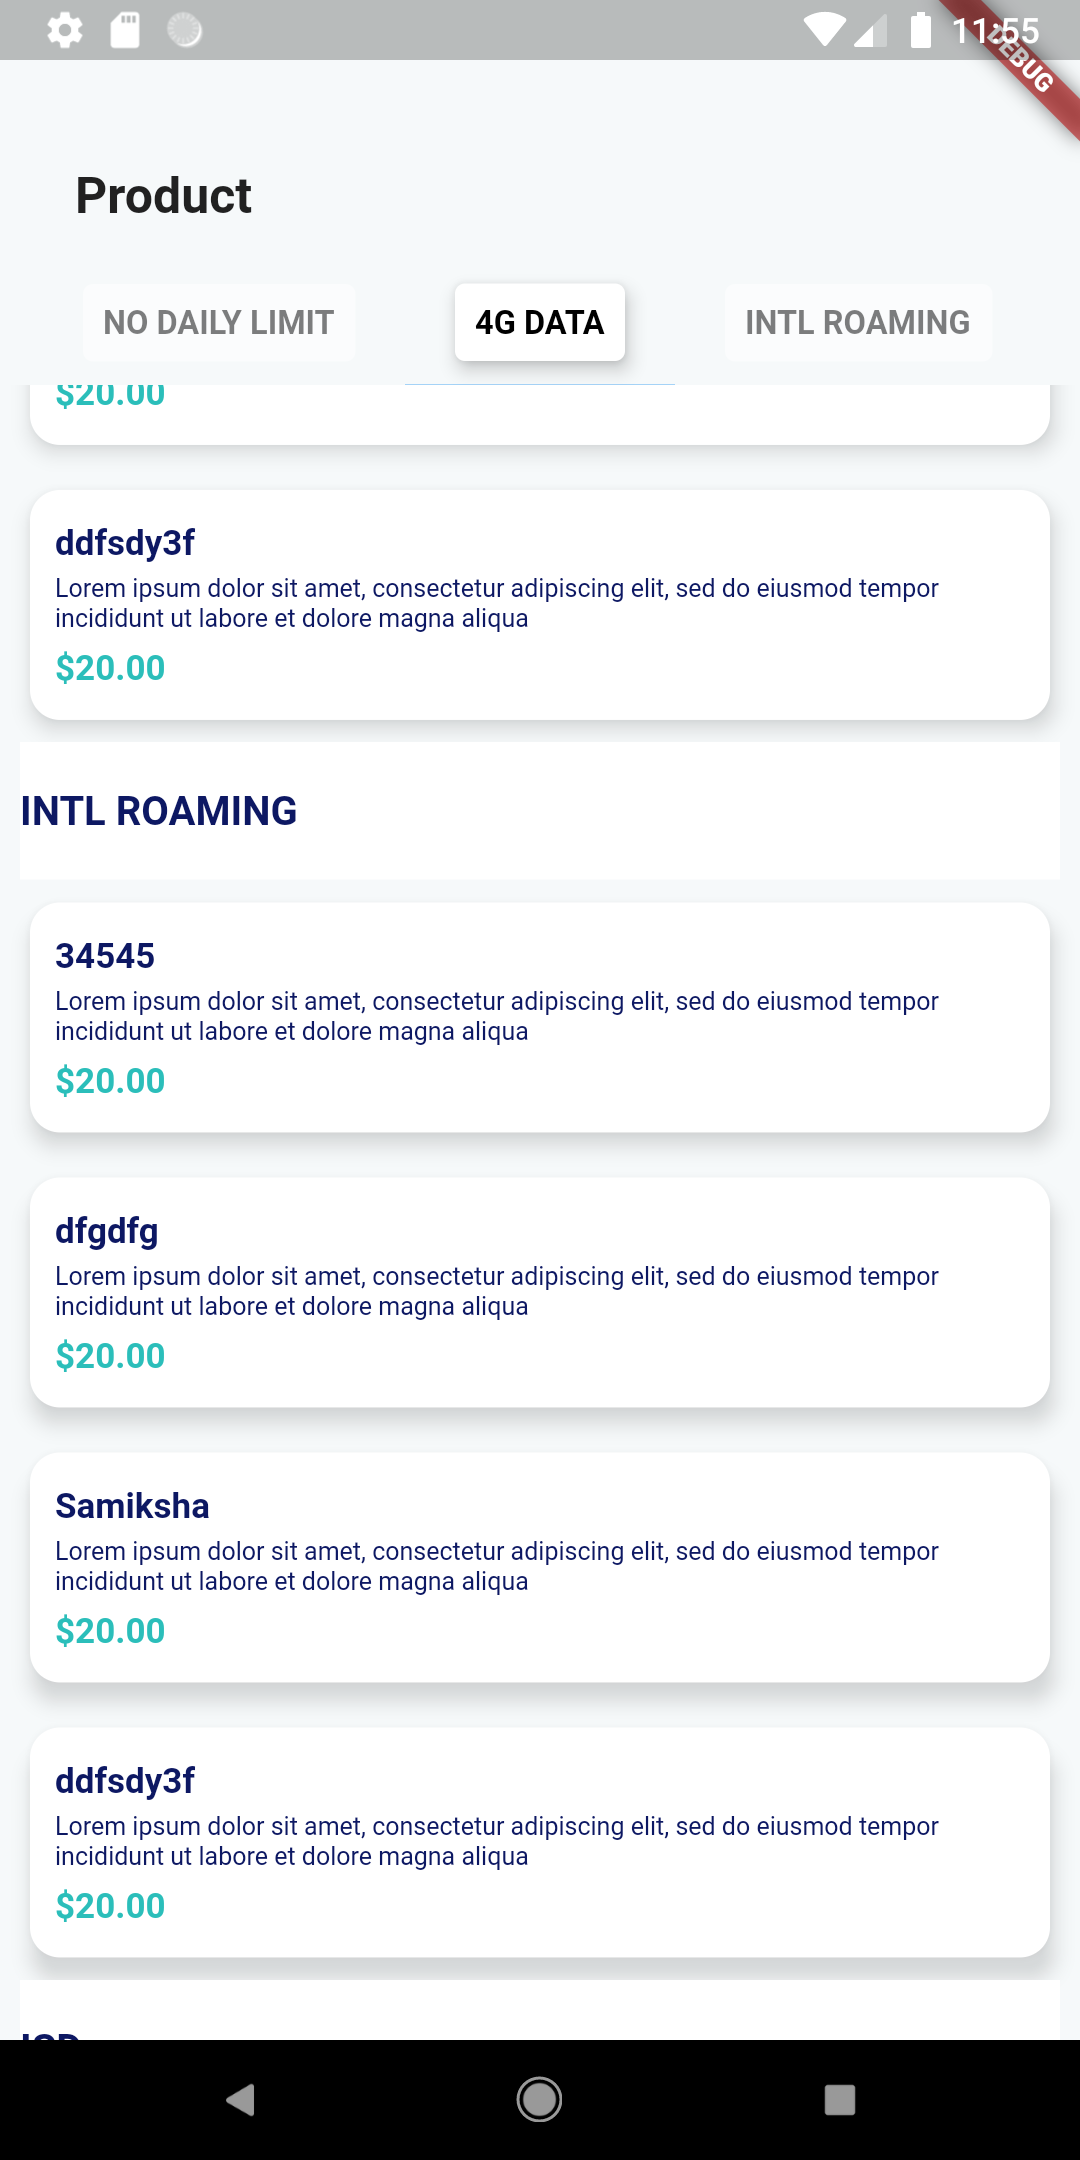 11:55
DEBUG
Product
NO DAILY LIMIT
4G DATA
INTL ROAMING
$20.00
ddfsdy3f
Lorem ipsum dolor sit amet, consectetur adipiscing elit, sed do eiusmod tempor
incididunt ut labore et dolore magna aliqua
$20.00
INTL ROAMING
34545
Lorem ipsum dolor sit amet, consectetur adipiscing elit, sed do eiusmod tempor
incididunt ut labore et dolore magna aliqua
$20.00
dfgdfg
Lorem ipsum dolor sit amet, consectetur adipiscing elit, sed do eiusmod tempor
incididunt ut labore et dolore magna aliqua
$20.00
Samiksha
Lorem ipsum dolor sit amet, consectetur adipiscing elit, sed do eiusmod tempor
incididunt ut labore et dolore magna aliqua
$20.00
ddfsdy3f
Lorem ipsum dolor sit amet, consectetur adipiscing elit, sed do eiusmod tempor
incididunt ut labore et dolore magna aliqua
$20.00